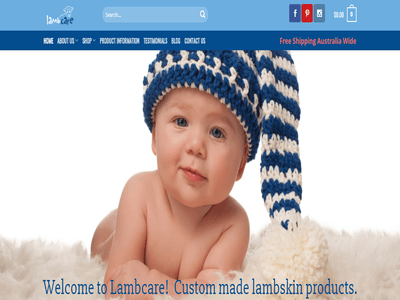 lambcare
Search...
$0.00
0
HOME ABOUT US SHOP PRODUCT INFORMATION TESTIMONIALS BLOG CONTACT US
Free Shipping Australia Wide
Welcome to Lambcare! Custom made lambskin products.